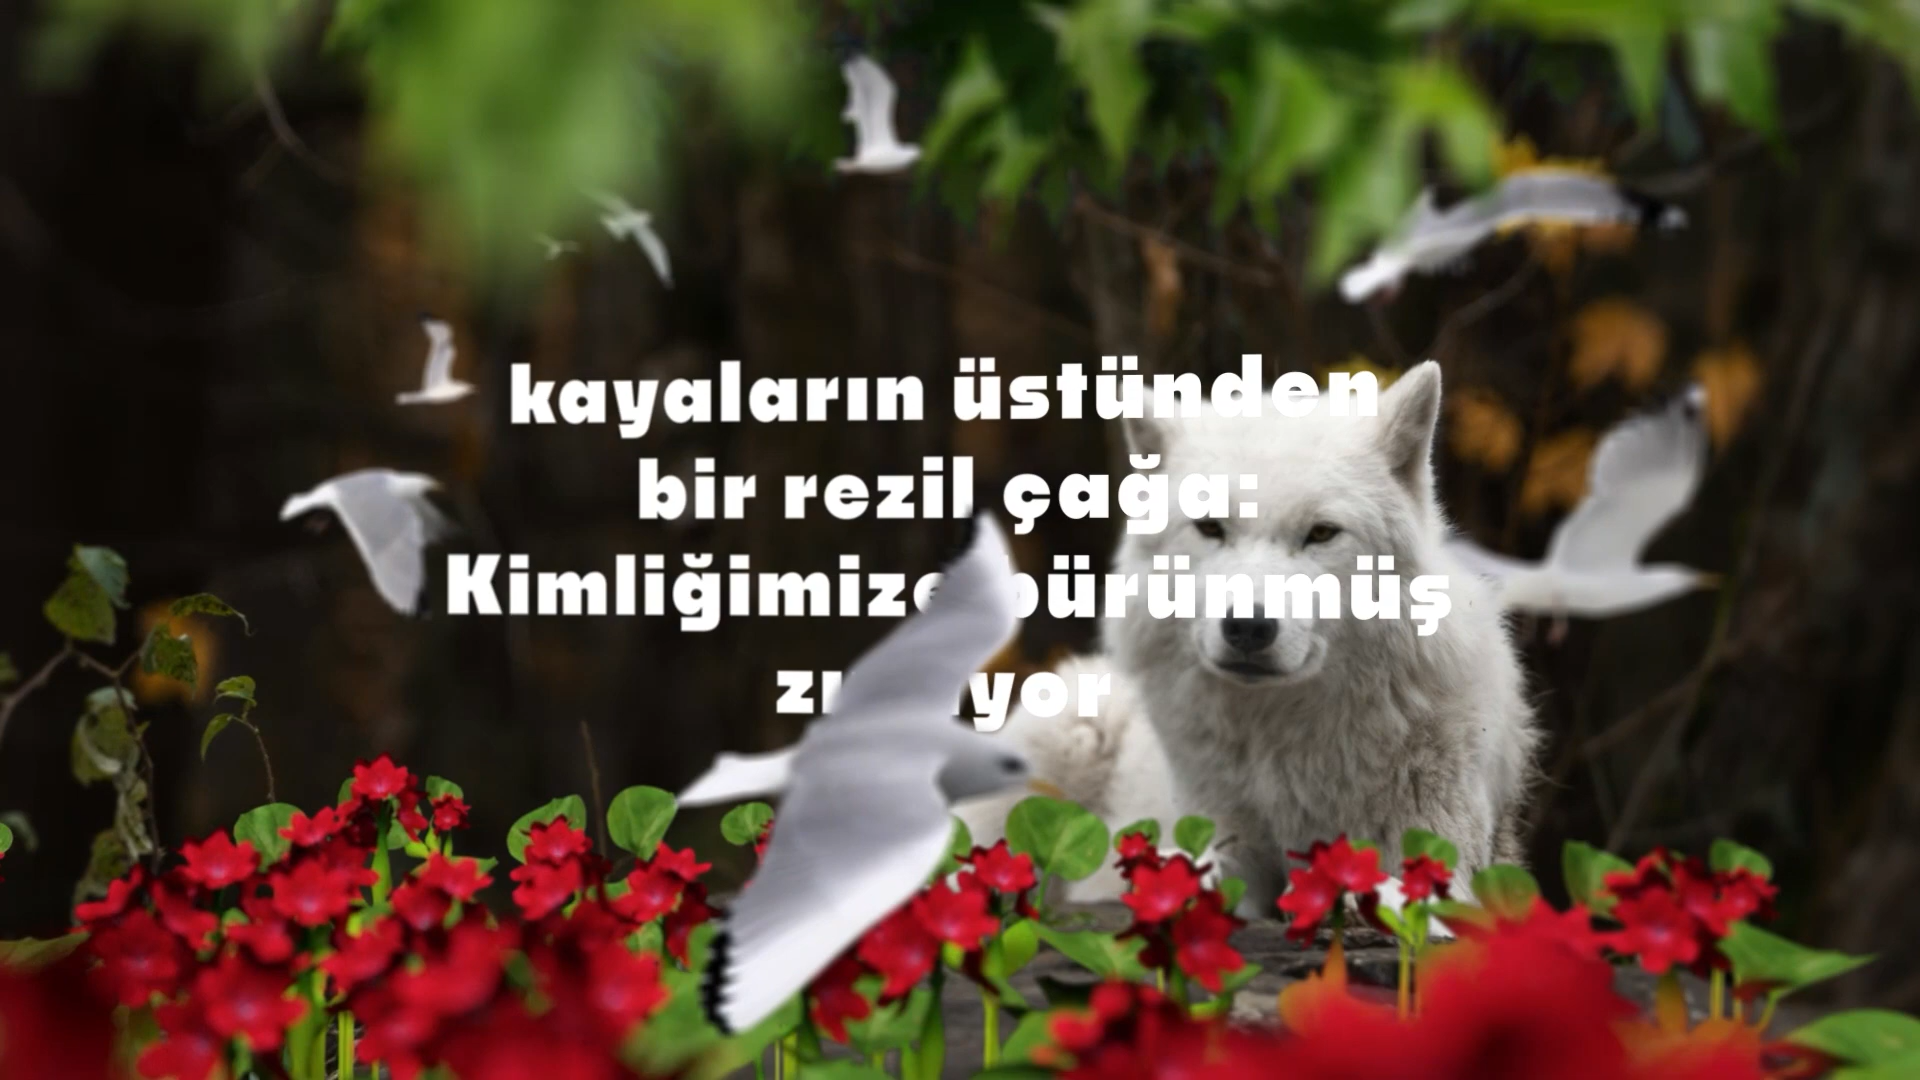 kayaların üstünden
bir rezil çağa:
Kimliğimize bürünmüş